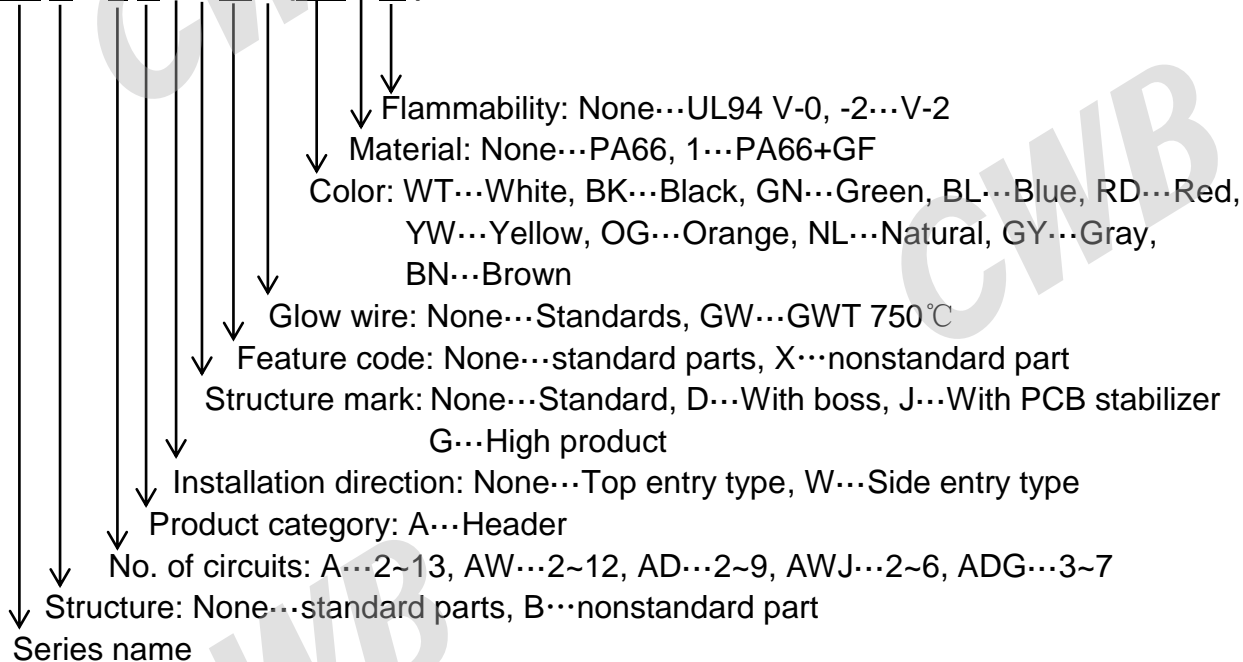 Flammability: None···UL94 V-0, -2···V-2
Material: None···PA66, 1···PA66+GF
Color: WT···White, BK···Black, GN···Green, BL···Blue, RD···Red,
YW···Yellow, OG···Orange, NL···Natural, GY···Gray,
BN···Brown
Glow wire: None···Standards, GW···GWT 750℃
Feature code: None···standard parts, X···nonstandard part
Structure mark: None···Standard, D···With boss, J···With PCB stabilizer
G···High product
Installation direction: None···Top entry type, W···Side entry type
Product category: A···Header
No. of circuits: A···2~13, AW···2~12, AD···2~9, AWJ···2~6, ADG···3~7
Structure: None···standard parts, B···nonstandard part
Series name
CWB
CWB
CWB